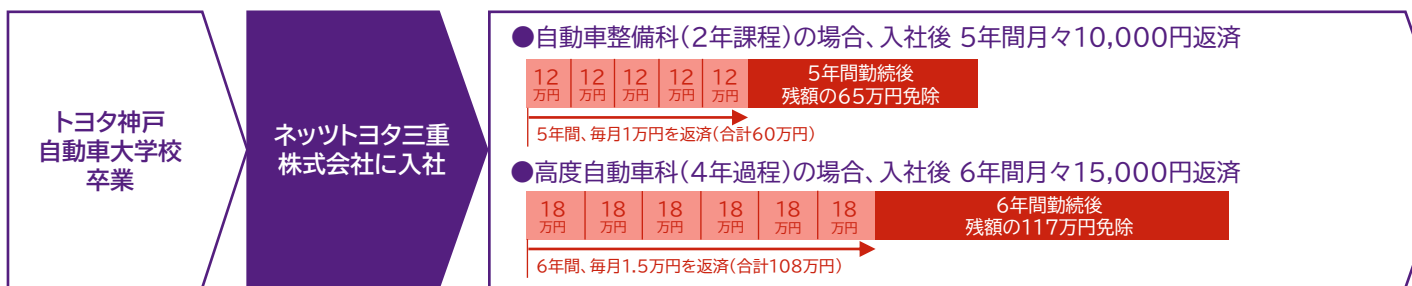 トヨタ神戸
自動車大学校
卒業
ネッツトヨタ三重
株式会社に入社
●自動車整備科(2年課程)の場合、入社後 5年間月々10,000円返済
12 12 12 12 12
万円 万円 万円 万円 万円
5年間勤続後
残額の65万円免除
5年間、毎月1万円を返済(合計60万円)
●高度自動車科(4年過程)の場合、入社後 6年間月々15,000円返済
18 18 18 18 18 18
万円 万円 万円 万円 万円 万円
6年間勤続後
残額の117万円免除
6年間、毎月1.5万円を返済(合計108万円)